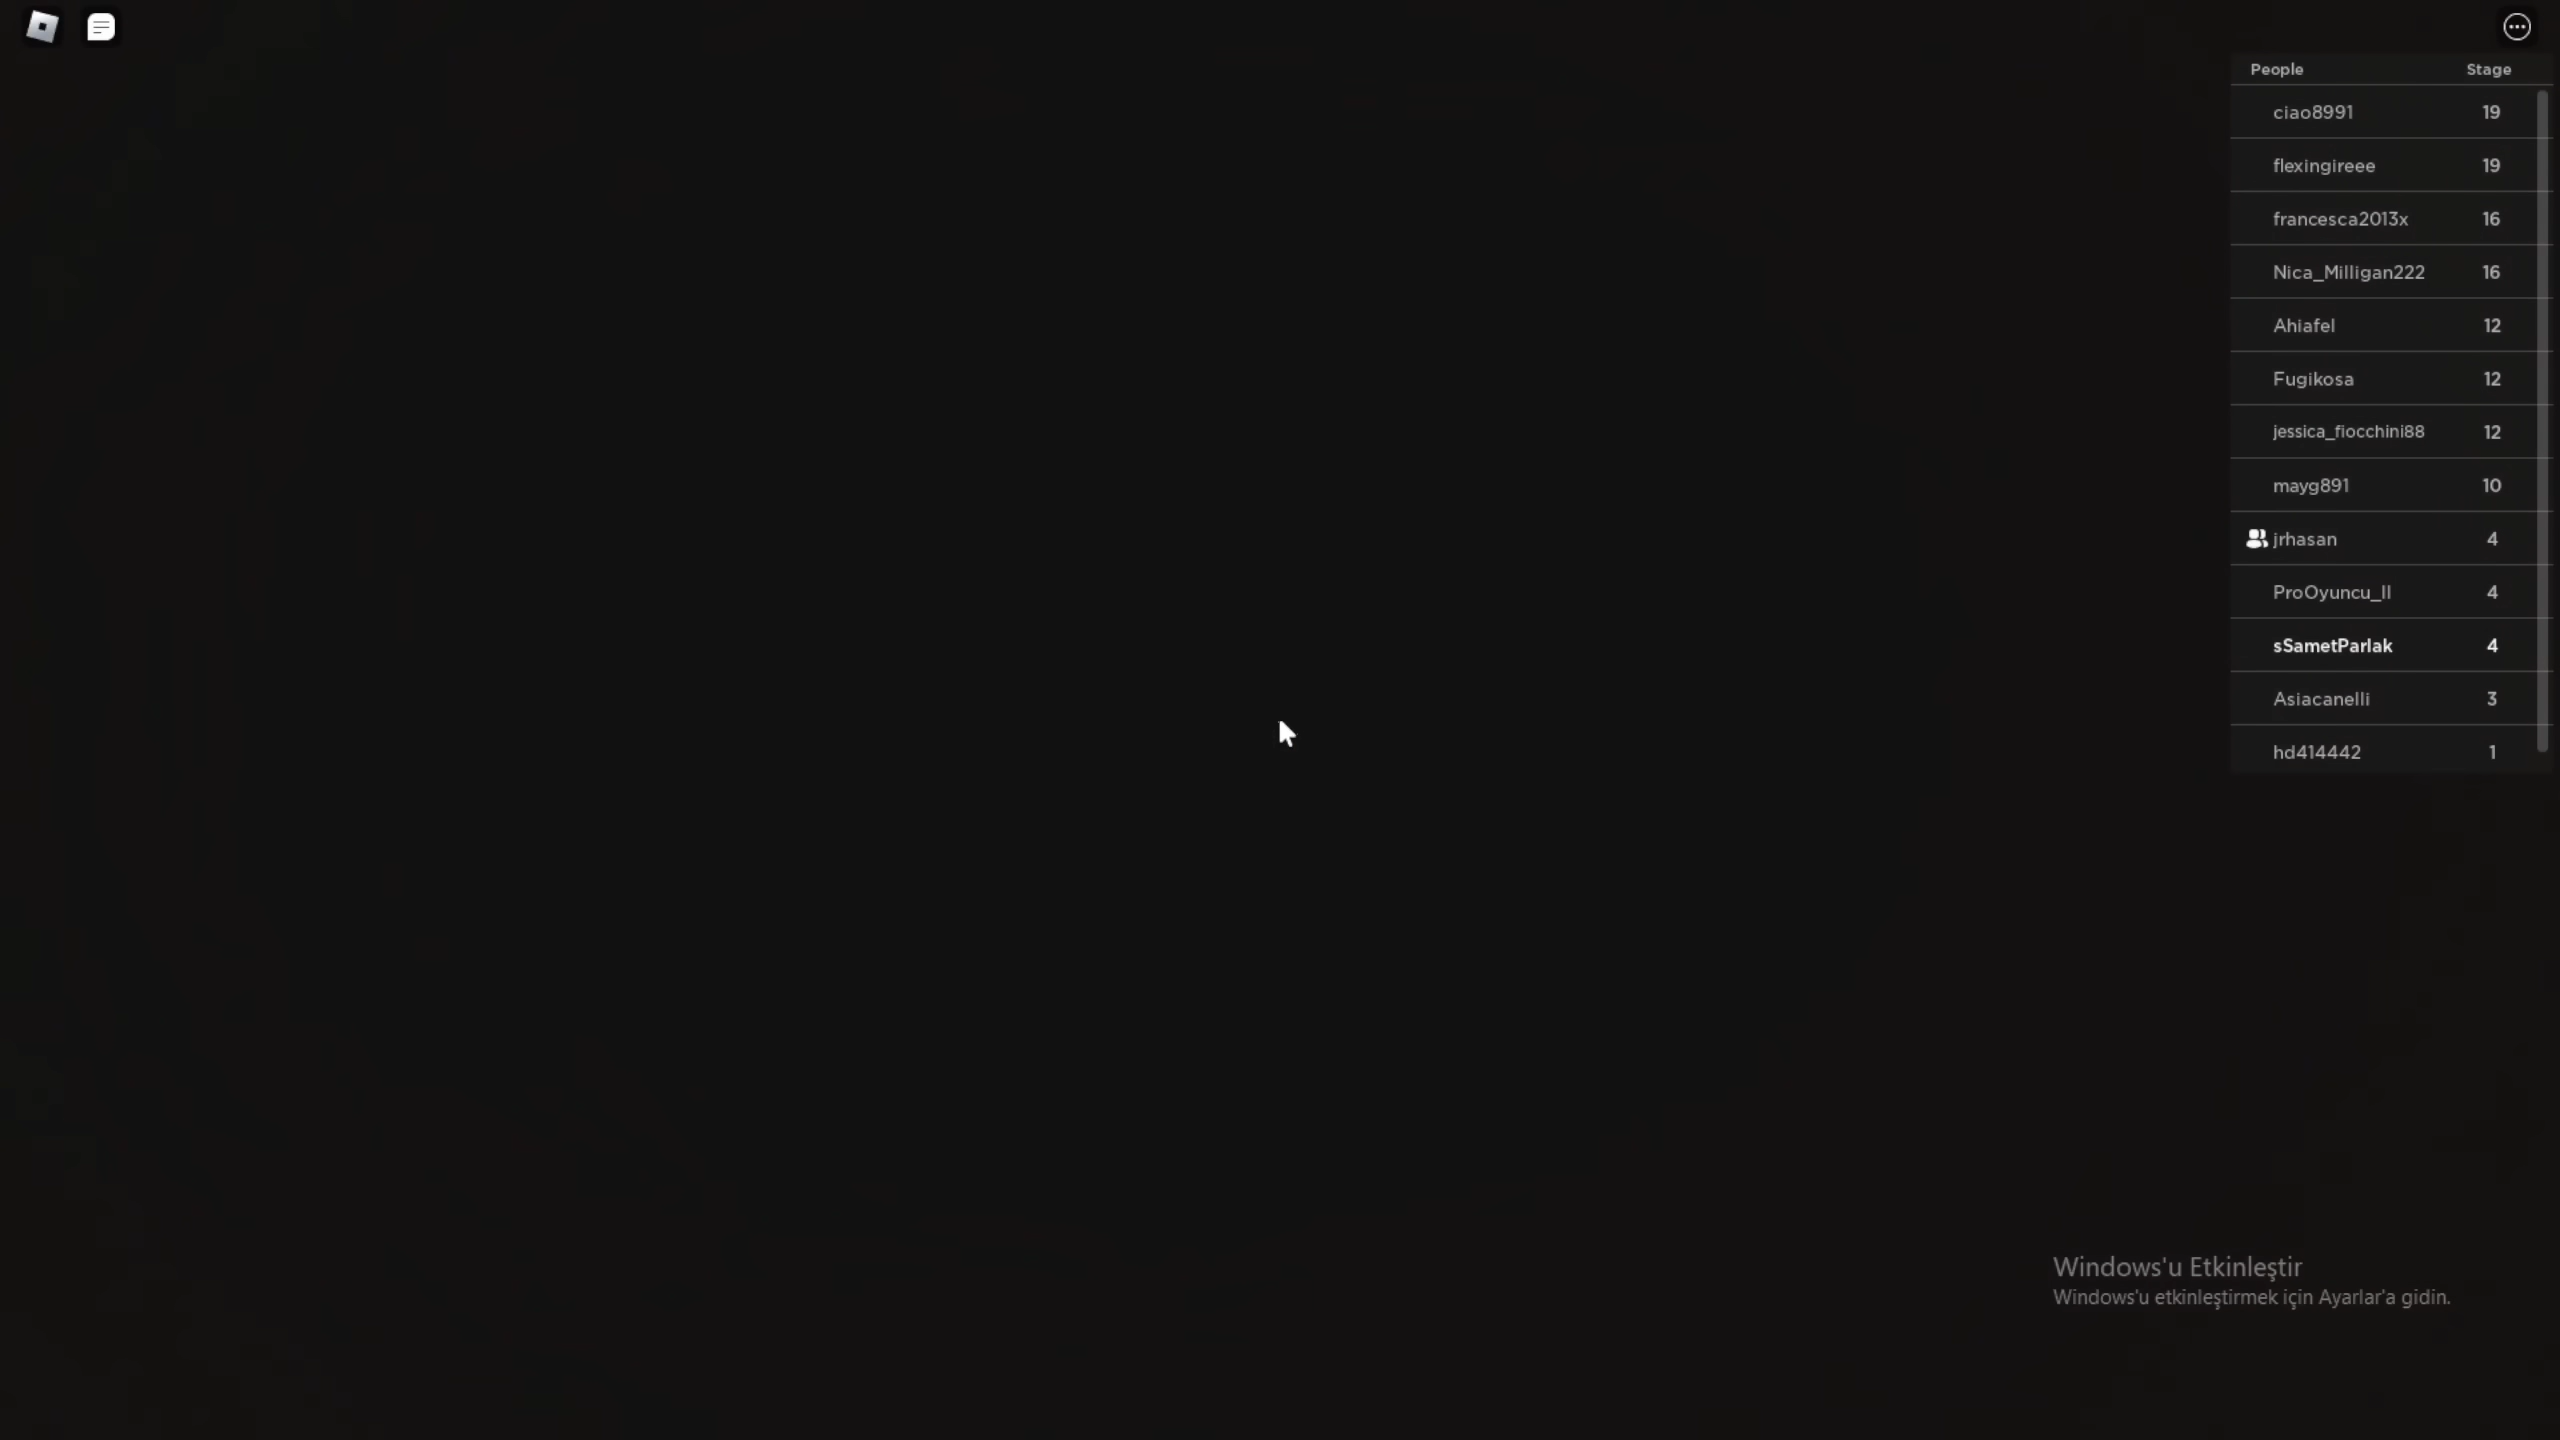 People Stage
ciao8991 19
flexingireee 19
francesca2013x 16
Nica_Milligan222 16
Ahiafel 12
Fugikosa 12
jessica_fiocchini88 12
mayg891 10
jrhasan 4
ProOyuncu_II 4
sSametParlak 4
Asiacanelli 3
hd414442 1
Windows'u Etkinleştir
Windows'u etkinleştirmek için Ayarlar'a gidin.